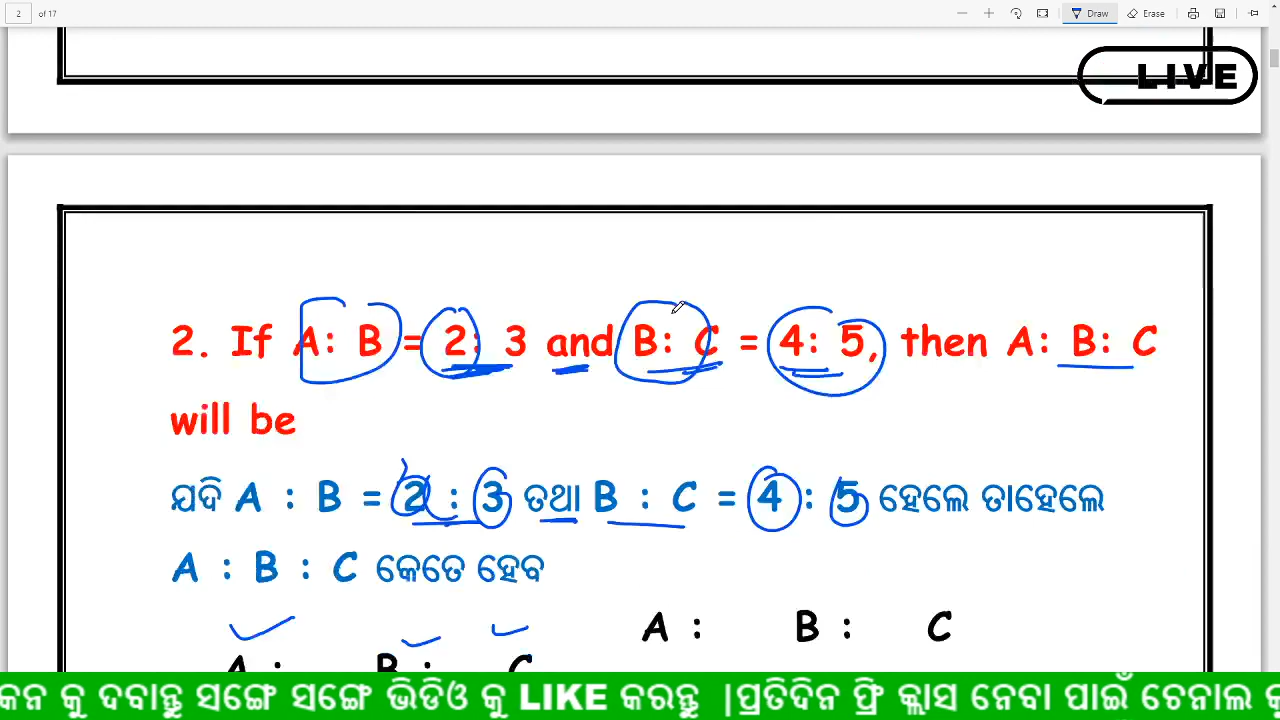 2 of 17 Draw Erase
LIVE
2. If A: B = 2: 3 and B: C = 4: 5, then A: B: C
will be
ଯଦି A : B = 2 : 3 ତଥା B : C = 4 : 5 ହେଲେ ତାହେଲେ
A : B : C କେତେ ହେବ
A : B : C
A : B : C
କନ କୁ ଦବାନ୍ତୁ ସଙ୍ଗେ ସଙ୍ଗେ ଭିଡିଓ କୁ LIKE କରନ୍ତୁ |ପ୍ରତିଦିନ ଫ୍ରି କ୍ଲାସ ନେବା ପାଇଁ ଚେନାଲ